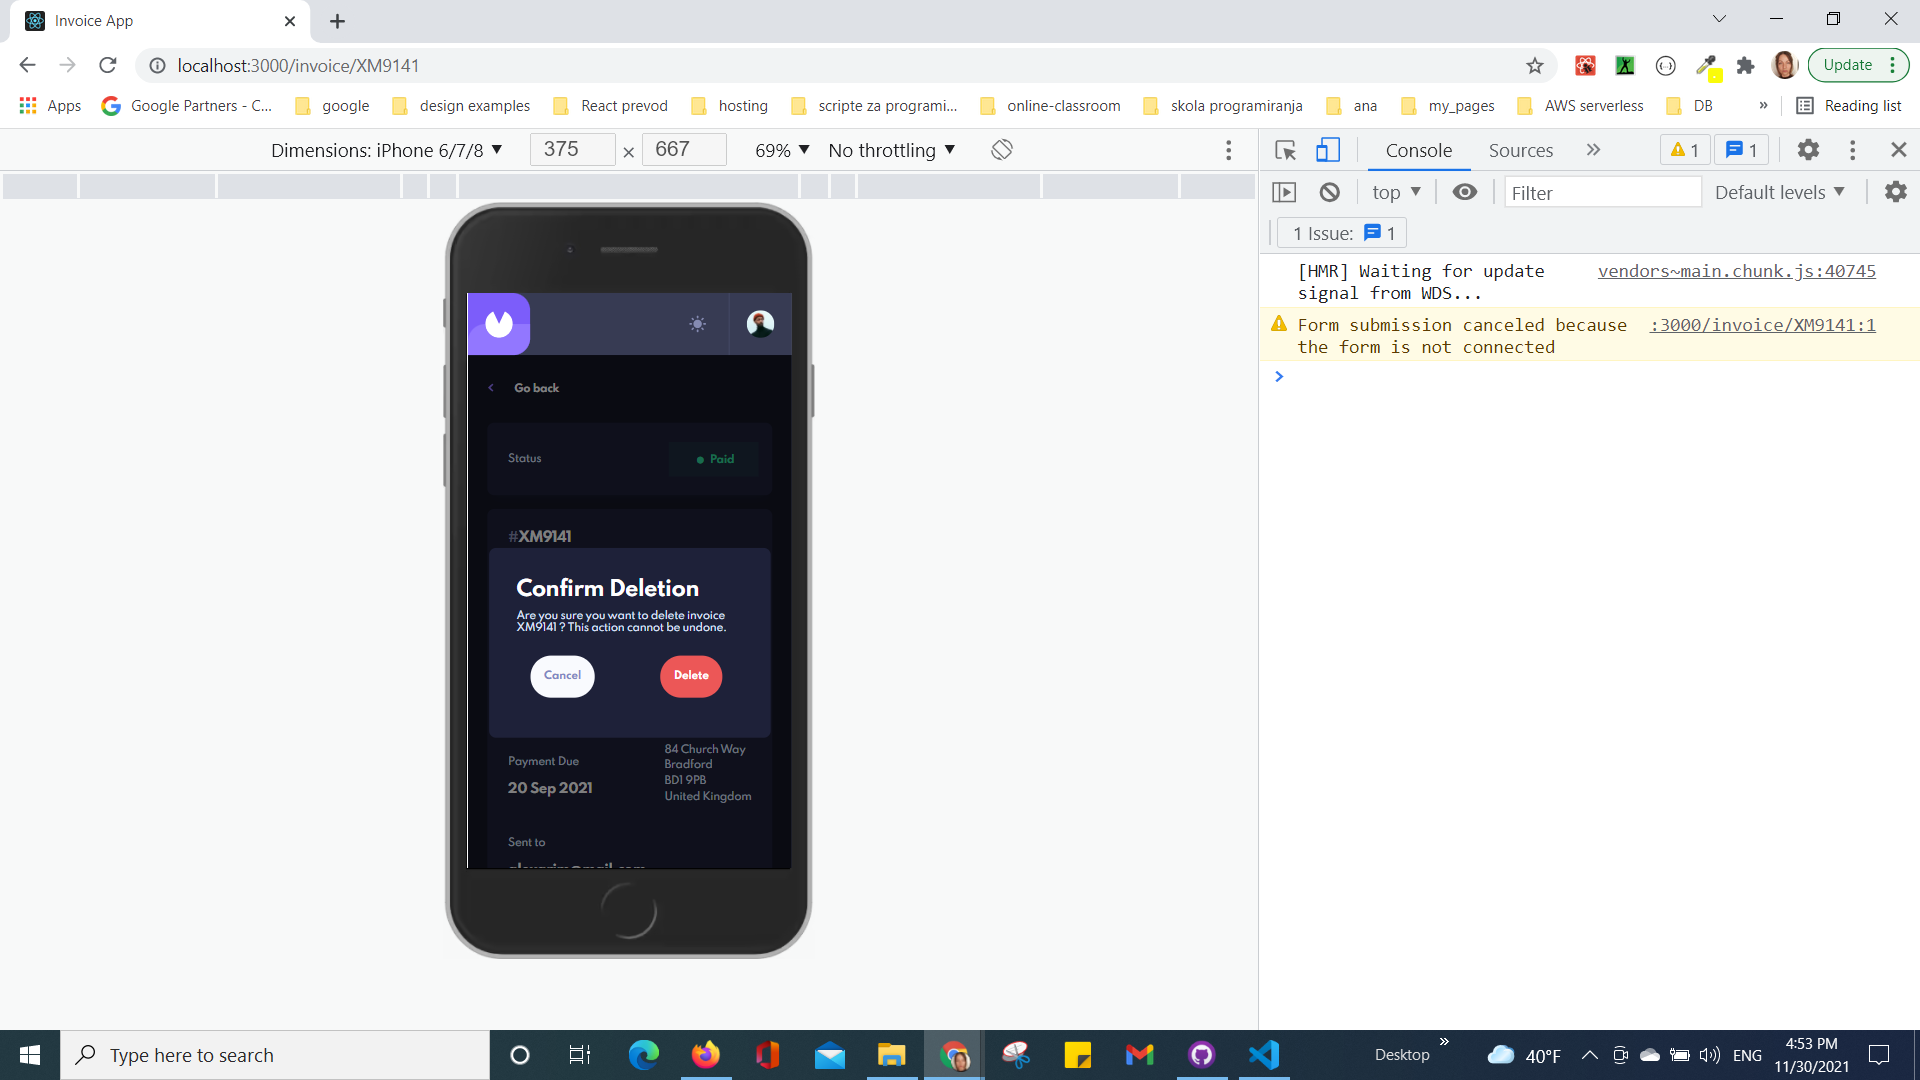 Invoice App
localhost:3000/invoice/XM9141
Update
Apps
Google Partners - C...
google
design examples
React prevod
hosting
scripte za programi...
online-classroom
skola programiranja
ana
my_pages
AWS serverless
DB
»
Reading list
Dimensions: iPhone 6/7/8
375
×
667
69%
No throttling
Console
Sources
1
1
top
Filter
Default levels
1 Issue:
1
[HMR] Waiting for update
vendors~main.chunk.js:40745
signal from WDS...
Form submission canceled because
:3000/invoice/XM9141:1
the form is not connected
Go back
Status
Paid
#XM9141
Confirm Deletion
Are you sure you want to delete invoice
XM9141 ? This action cannot be undone.
Cancel
Delete
84 Church Way
Payment Due
Bradford
BD1 9PB
20 Sep 2021
United Kingdom
Sent to
Type here to search
Desktop
40°F
ENG
4:53 PM
11/30/2021